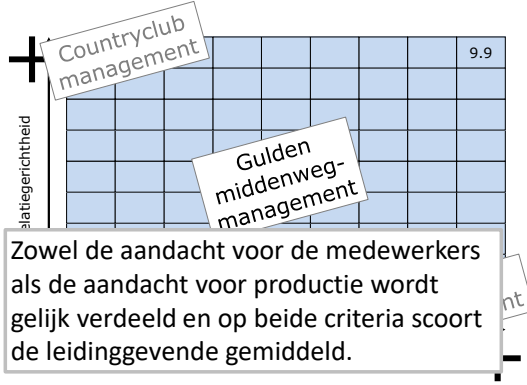 Countryclub
management
9.9
Gulden
middenweg-
management
elatiegerichtheid
Zowel de aandacht voor de medewerkers
als de aandacht voor productie wordt
gelijk verdeeld en op beide criteria scoort
de leidinggevende gemiddeld.
nt